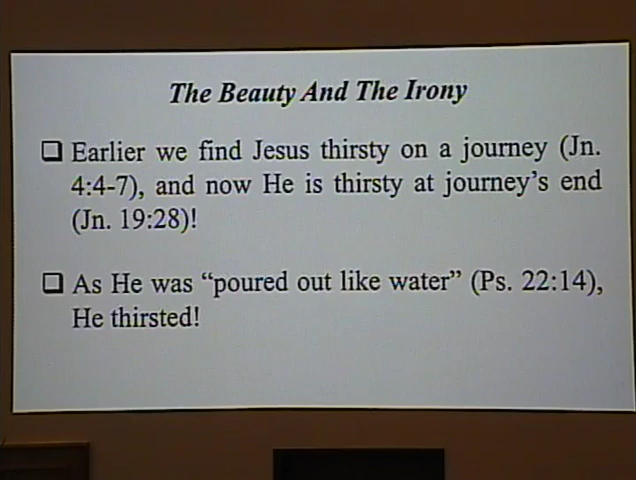 The Beauty And The Irony
❑ Earlier we find Jesus thirsty on a journey (Jn.
4:4-7), and now He is thirsty at journey's end
(Jn. 19:28)!
❑ As He was “poured out like water” (Ps. 22:14),
He thirsted!